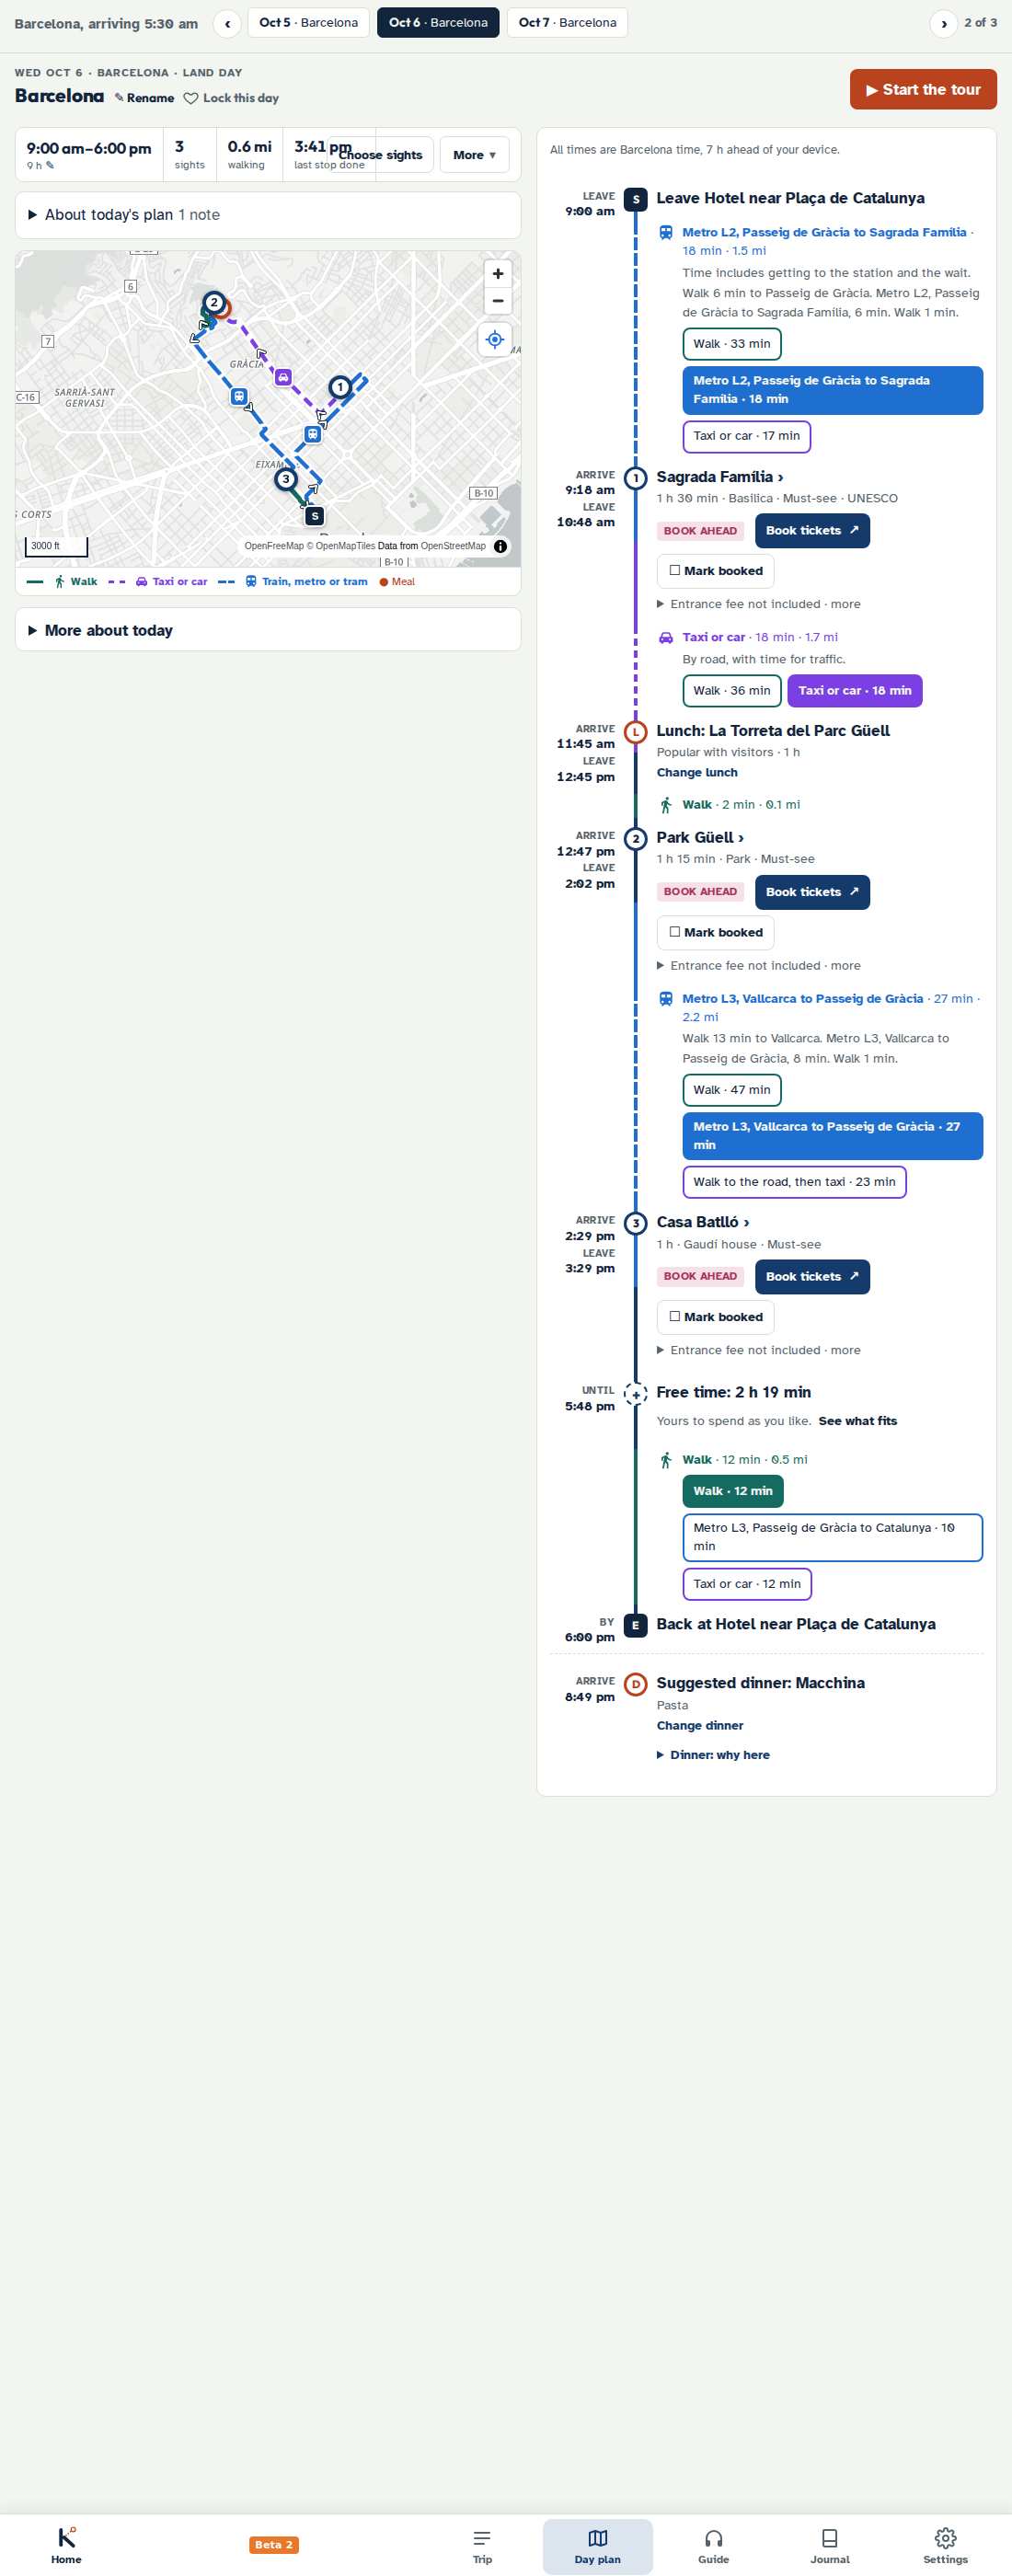 Barcelona, arriving 5:30 am
‹
Oct 5 · Barcelona
Oct 6 · Barcelona
Oct 7 · Barcelona
›
2 of 3
WED OCT 6 · BARCELONA · LAND DAY
Barcelona
✎ Rename
Lock this day
▶ Start the tour
9:00 am–6:00 pm
9 h ✎
3
sights
0.6 mi
walking
3:41 pm
last stop done
Choose sights
More ▾
▶ About today's plan 1 note
6
7
C-16
SARRIÀ-SANT
GERVASI
GRÀCIA
2
1
+
−
3
S
B-10
S CORTS
3000 ft
OpenFreeMap © OpenMapTiles Data from OpenStreetMap
B-10
Walk
Taxi or car
Train, metro or tram
Meal
▶ More about today
All times are Barcelona time, 7 h ahead of your device.
LEAVE
9:00 am
S
Leave Hotel near Plaça de Catalunya
Metro L2, Passeig de Gràcia to Sagrada Família ·
18 min · 1.5 mi
Time includes getting to the station and the wait.
Walk 6 min to Passeig de Gràcia. Metro L2, Passeig
de Gràcia to Sagrada Família, 6 min. Walk 1 min.
Walk · 33 min
Metro L2, Passeig de Gràcia to Sagrada
Família · 18 min
Taxi or car · 17 min
ARRIVE
9:18 am
LEAVE
10:48 am
1
Sagrada Família ›
1 h 30 min · Basilica · Must-see · UNESCO
BOOK AHEAD
Book tickets ↗
☐ Mark booked
▶ Entrance fee not included · more
Taxi or car · 18 min · 1.7 mi
By road, with time for traffic.
Walk · 36 min
Taxi or car · 18 min
ARRIVE
11:45 am
LEAVE
12:45 pm
L
Lunch: La Torreta del Parc Güell
Popular with visitors · 1 h
Change lunch
Walk · 2 min · 0.1 mi
ARRIVE
12:47 pm
LEAVE
2:02 pm
2
Park Güell ›
1 h 15 min · Park · Must-see
BOOK AHEAD
Book tickets ↗
☐ Mark booked
▶ Entrance fee not included · more
Metro L3, Vallcarca to Passeig de Gràcia · 27 min ·
2.2 mi
Walk 13 min to Vallcarca. Metro L3, Vallcarca to
Passeig de Gràcia, 8 min. Walk 1 min.
Walk · 47 min
Metro L3, Vallcarca to Passeig de Gràcia · 27
min
Walk to the road, then taxi · 23 min
ARRIVE
2:29 pm
LEAVE
3:29 pm
3
Casa Batlló ›
1 h · Gaudí house · Must-see
BOOK AHEAD
Book tickets ↗
☐ Mark booked
▶ Entrance fee not included · more
UNTIL
5:48 pm
+
Free time: 2 h 19 min
Yours to spend as you like. See what fits
Walk · 12 min · 0.5 mi
Walk · 12 min
Metro L3, Passeig de Gràcia to Catalunya · 10
min
Taxi or car · 12 min
BY
6:00 pm
E
Back at Hotel near Plaça de Catalunya
ARRIVE
8:49 pm
D
Suggested dinner: Macchina
Pasta
Change dinner
▶ Dinner: why here
Home
Beta 2
Trip
Day plan
Guide
Journal
Settings